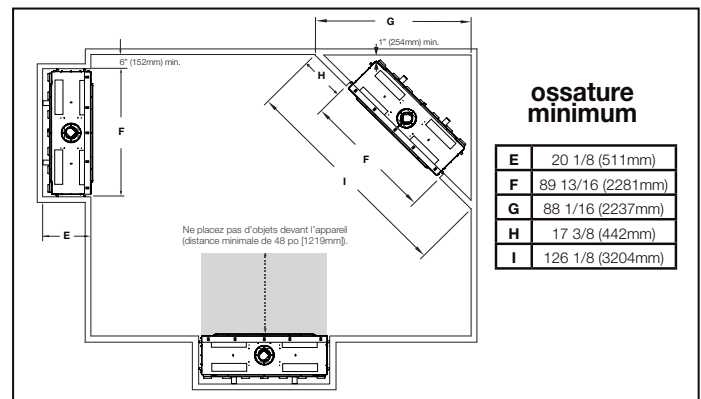 G
1" (254mm) min.
6" (152mm) min.
H
F
F
I
E
Ne placez pas d'objets devant l'appareil
(distance minimale de 48 po [1219mm]).
ossature
minimum
E 20 1/8 (511mm)
F 89 13/16 (2281mm)
G 88 1/16 (2237mm)
H 17 3/8 (442mm)
I 126 1/8 (3204mm)